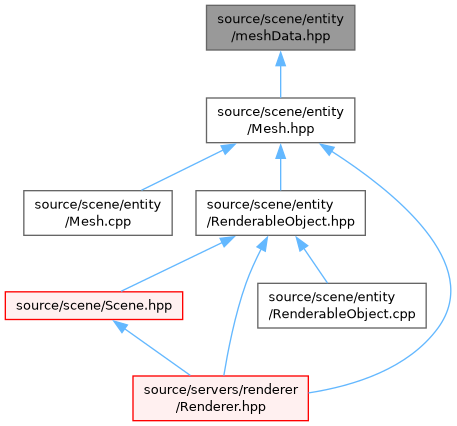 source/scene/entity
/meshData.hpp
source/scene/entity
/Mesh.hpp
source/scene/entity
/Mesh.cpp
source/scene/entity
/RenderableObject.hpp
source/scene/Scene.hpp
source/scene/entity
/RenderableObject.cpp
source/servers/renderer
/Renderer.hpp